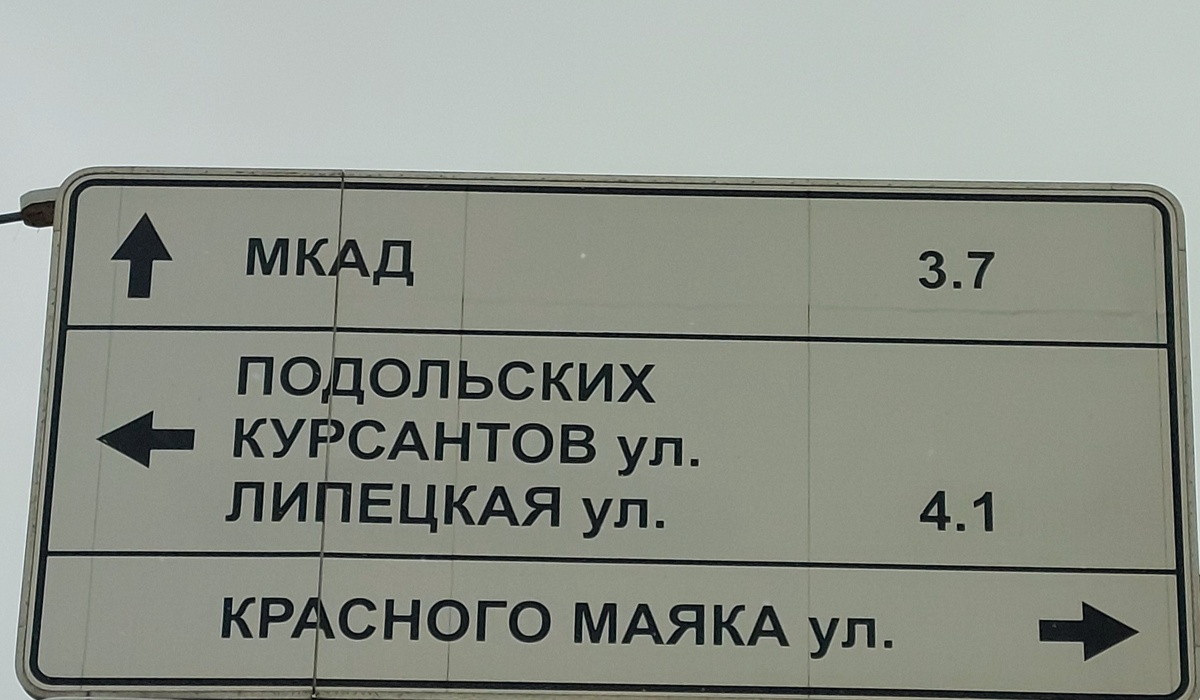 МКАД 3.7
ПОДОЛЬСКИХ
КУРСАНТОВ ул.
ЛИПЕЦКАЯ ул. 4.1
КРАСНОГО МАЯКА ул.